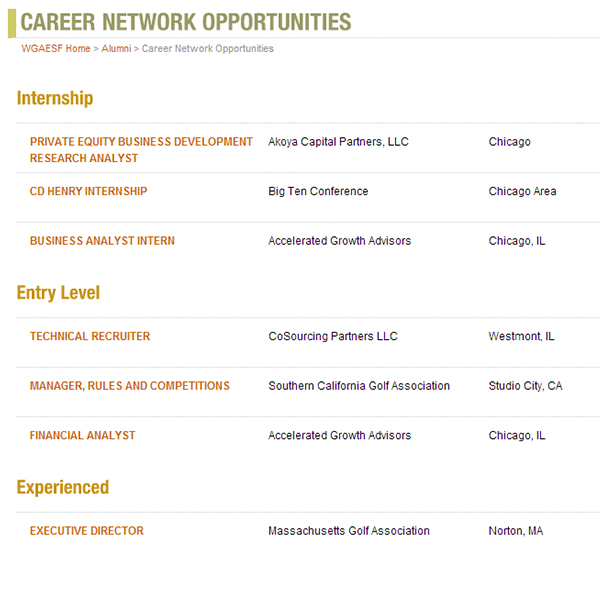 CAREER NETWORK OPPORTUNITIES
WGAESF Home > Alumni > Career Network Opportunities
Internship
PRIVATE EQUITY BUSINESS DEVELOPMENT Akoya Capital Partners, LLC Chicago
RESEARCH ANALYST
CD HENRY INTERNSHIP Big Ten Conference Chicago Area
BUSINESS ANALYST INTERN Accelerated Growth Advisors Chicago, IL
Entry Level
TECHNICAL RECRUITER CoSourcing Partners LLC Westmont, IL
MANAGER, RULES AND COMPETITIONS Southern California Golf Association Studio City, CA
FINANCIAL ANALYST Accelerated Growth Advisors Chicago, IL
Experienced
EXECUTIVE DIRECTOR Massachusetts Golf Association Norton, MA